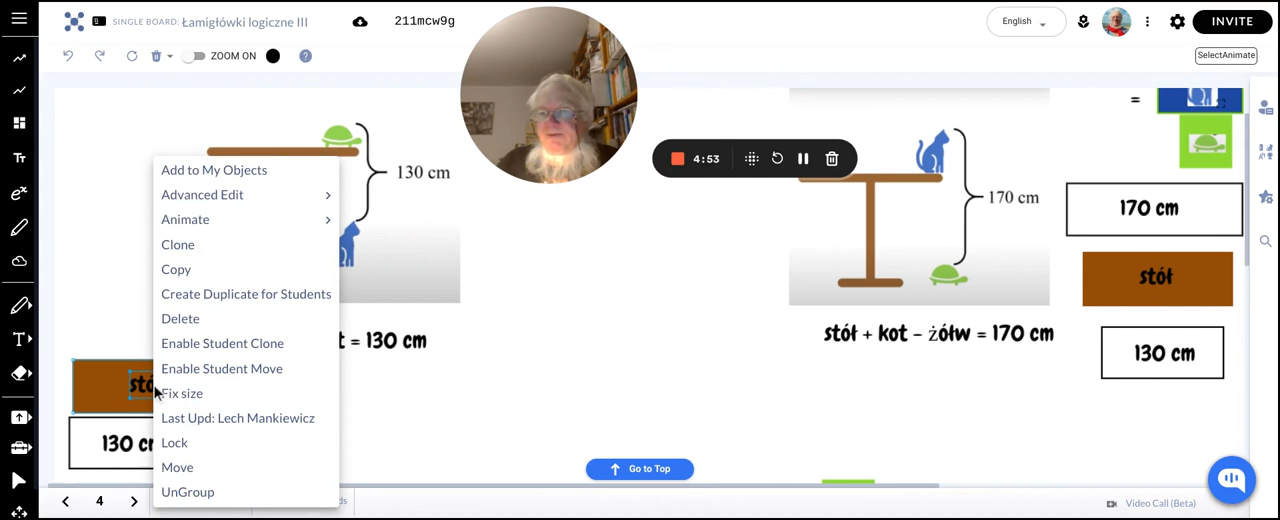 SINGLE BOARD: Łamigłówki logiczne III
211mcw9g
English
INVITE
ZOOM ON
?
SelectAnimate
4:53
130 cm
170 cm
=
170 cm
stół
130 cm
t = 130 cm
stół + kot - żółw = 170 cm
Add to My Objects
Advanced Edit
Animate
Clone
Copy
Create Duplicate for Students
Delete
Enable Student Clone
Enable Student Move
Fix size
Last Upd: Lech Mankiewicz
Lock
Move
UnGroup
stó
130 cr
Go to Top
4
ds
Video Call (Beta)